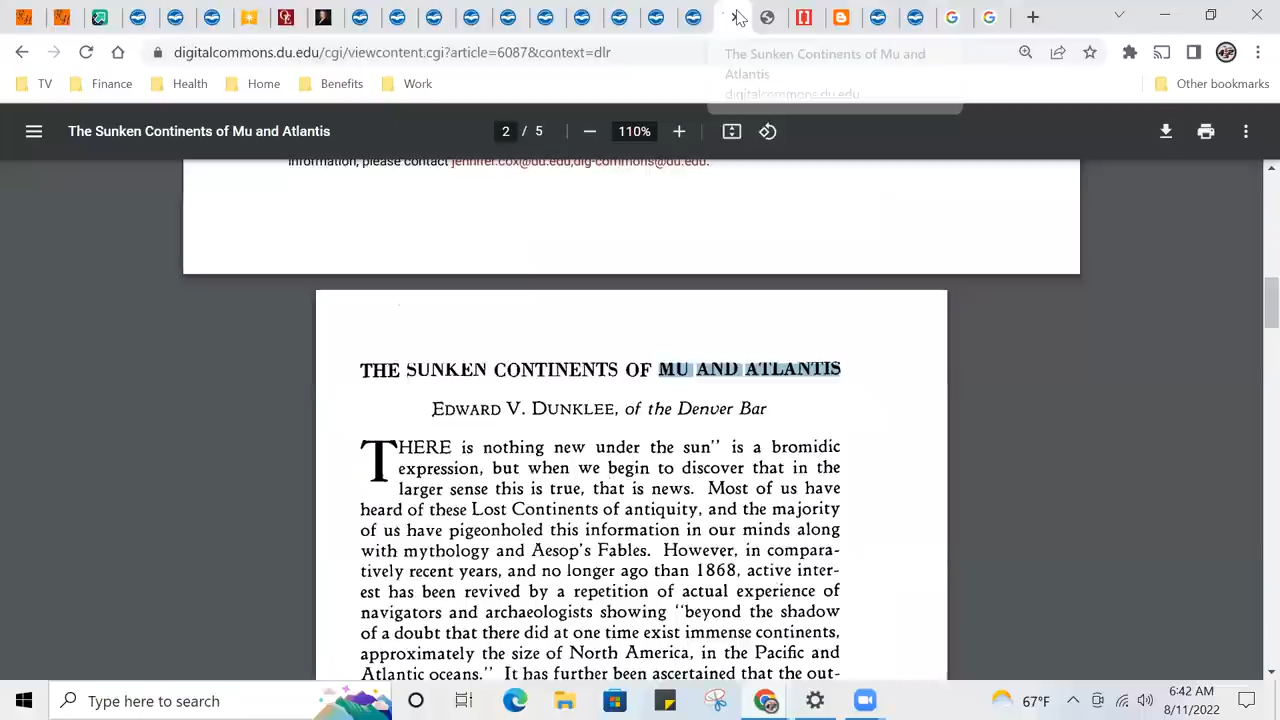 digitalcommons.du.edu/cgi/viewcontent.cgi?article=6087&context=dlr
The Sunken Continents of Mu and
Atlantis
digitalcommons.du.edu
TV Finance Health Home Benefits Work Other bookmarks
The Sunken Continents of Mu and Atlantis 2 / 5 110%
information, please contact jennifer.cox@du.edu,dig-commons@du.edu.
THE SUNKEN CONTINENTS OF MU AND ATLANTIS
EDWARD V. DUNKLEE, of the Denver Bar
THERE is nothing new under the sun" is a bromidic
expression, but when we begin to discover that in the
larger sense this is true, that is news. Most of us have
heard of these Lost Continents of antiquity, and the majority
of us have pigeonholed this information in our minds along
with mythology and Aesop's Fables. However, in compara-
tively recent years, and no longer ago than 1868, active inter-
est has been revived by a repetition of actual experience of
navigators and archaeologists showing "beyond the shadow
of a doubt that there did at one time exist immense continents,
approximately the size of North America, in the Pacific and
Atlantic oceans." It has further been ascertained that the out-
Type here to search 67°F 6:42 AM
8/11/2022